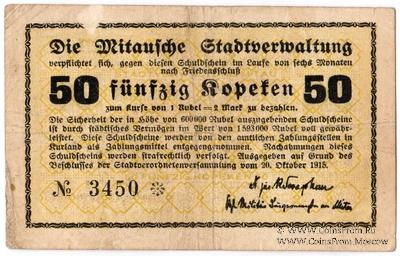 Die Mitausche Stadtverwaltung
verpflichtet sich, gegen diesen Schuldschein im Laufe von sechs Monaten
nach Friedensschluß
50 fünfzig Kopeken 50
zum Kurse von 1 Rubel = 2 Mark zu bezahlen.
Die Sicherheit der in Höhe von 600000 Rubel auszugebenden Schuldscheine
ist durch städtisches Vermögen im Wert von 1593000 Rubel voll gewähr-
leistet. Diese Schuldscheine werden von den amtlichen Zahlungsstellen in
Kurland als Zahlungsmittel entgegengenommen. Nachahmungen dieses
Schuldscheins werden strafrechtlich verfolgt. Ausgegeben auf Grund des
Beschlusses der Stadtverordnetenversammlung vom 20. Oktober 1915.
№ 3450 ※
© www.CoinsFrom.Ru
www.CoinsFrom.Moscow